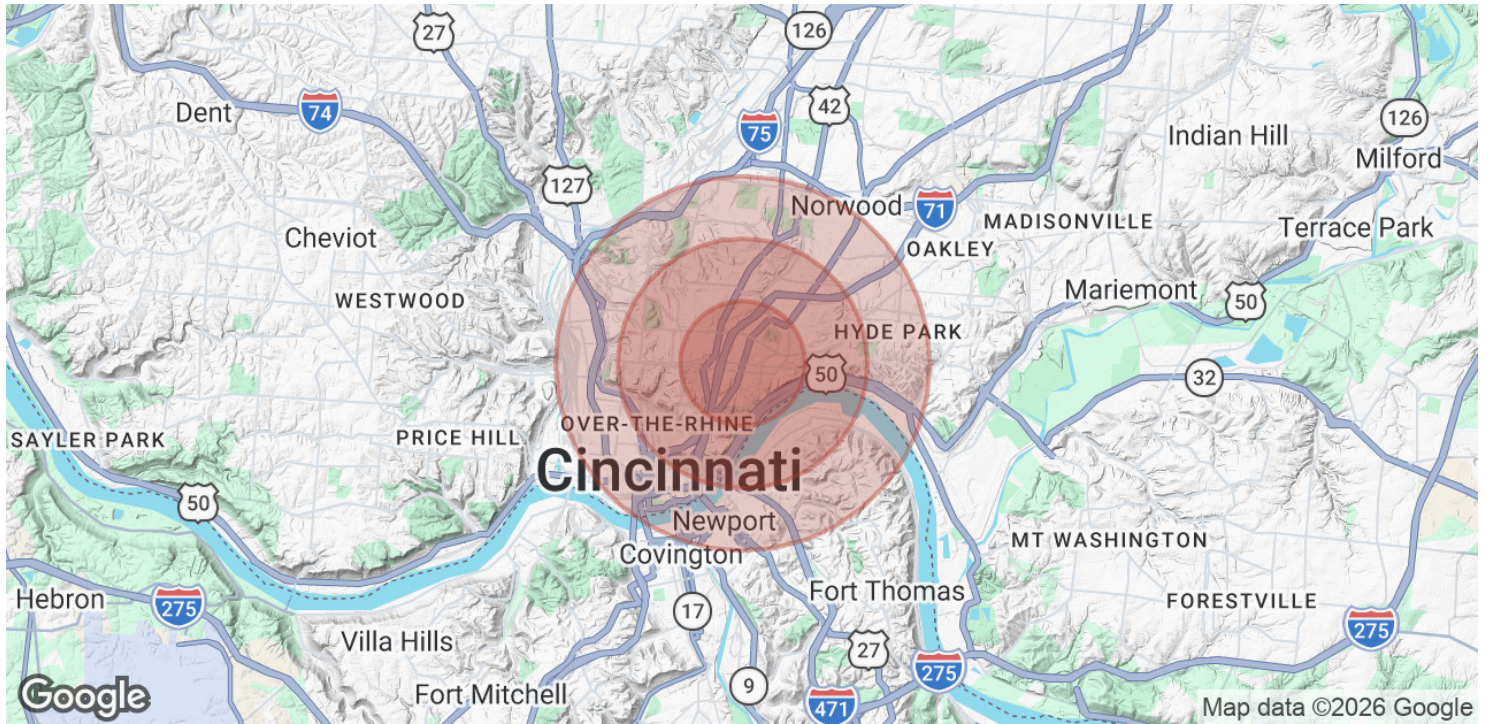 27
126
42
Dent
74
75
126
Indian Hill
Milford
127
Norwood
71
MADISONVILLE
Terrace Park
Cheviot
OAKLEY
WESTWOOD
Mariemont
50
HYDE PARK
50
32
OVER-THE-RHINE
SAYLER PARK
PRICE HILL
Cincinnati
50
Newport
Covington
MT WASHINGTON
Hebron
275
17
Fort Thomas
FORESTVILLE
275
Villa Hills
27
275
Fort Mitchell
9
471
Google
Map data ©2026 Google